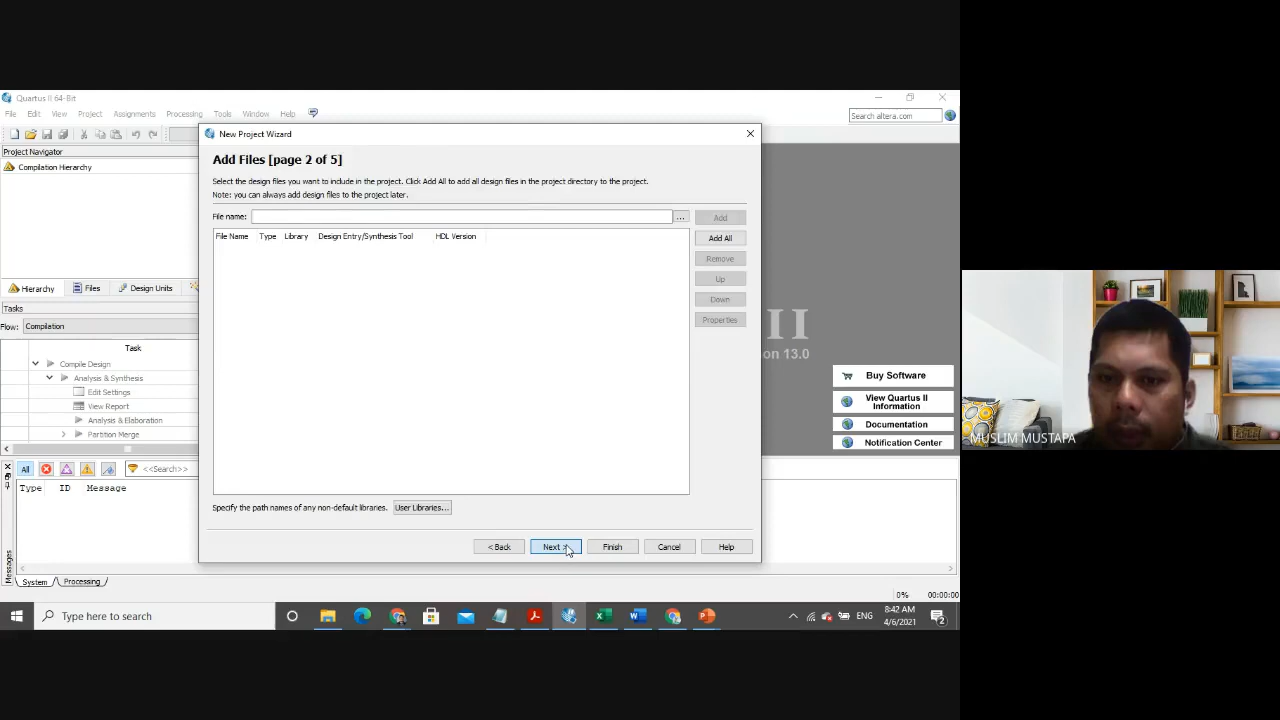 Quartus II 64-Bit
File Edit View Project Assignments Processing Tools Window Help
Search altera.com
New Project Wizard
Project Navigator
Compilation Hierarchy
Add Files [page 2 of 5]
Select the design files you want to include in the project. Click Add All to add all design files in the project directory to the project.
Note: you can always add design files to the project later.
File name:
...
Add
File Name Type Library Design Entry/Synthesis Tool HDL Version
Add All
Remove
Up
Down
Properties
Hierarchy Files Design Units
Tasks
Flow: Compilation
Task
Compile Design
Analysis & Synthesis
Edit Settings
View Report
Analysis & Elaboration
Partition Merge
II
on 13.0
Buy Software
View Quartus II
Information
Documentation
Notification Center
All
<<Search>>
Type ID Message
Messages
Specify the path names of any non-default libraries. User Libraries...
< Back Next > Finish Cancel Help
System Processing
0% 00:00:00
Type here to search
ENG
8:42 AM
4/6/2021
2
MUSLIM MUSTAPA